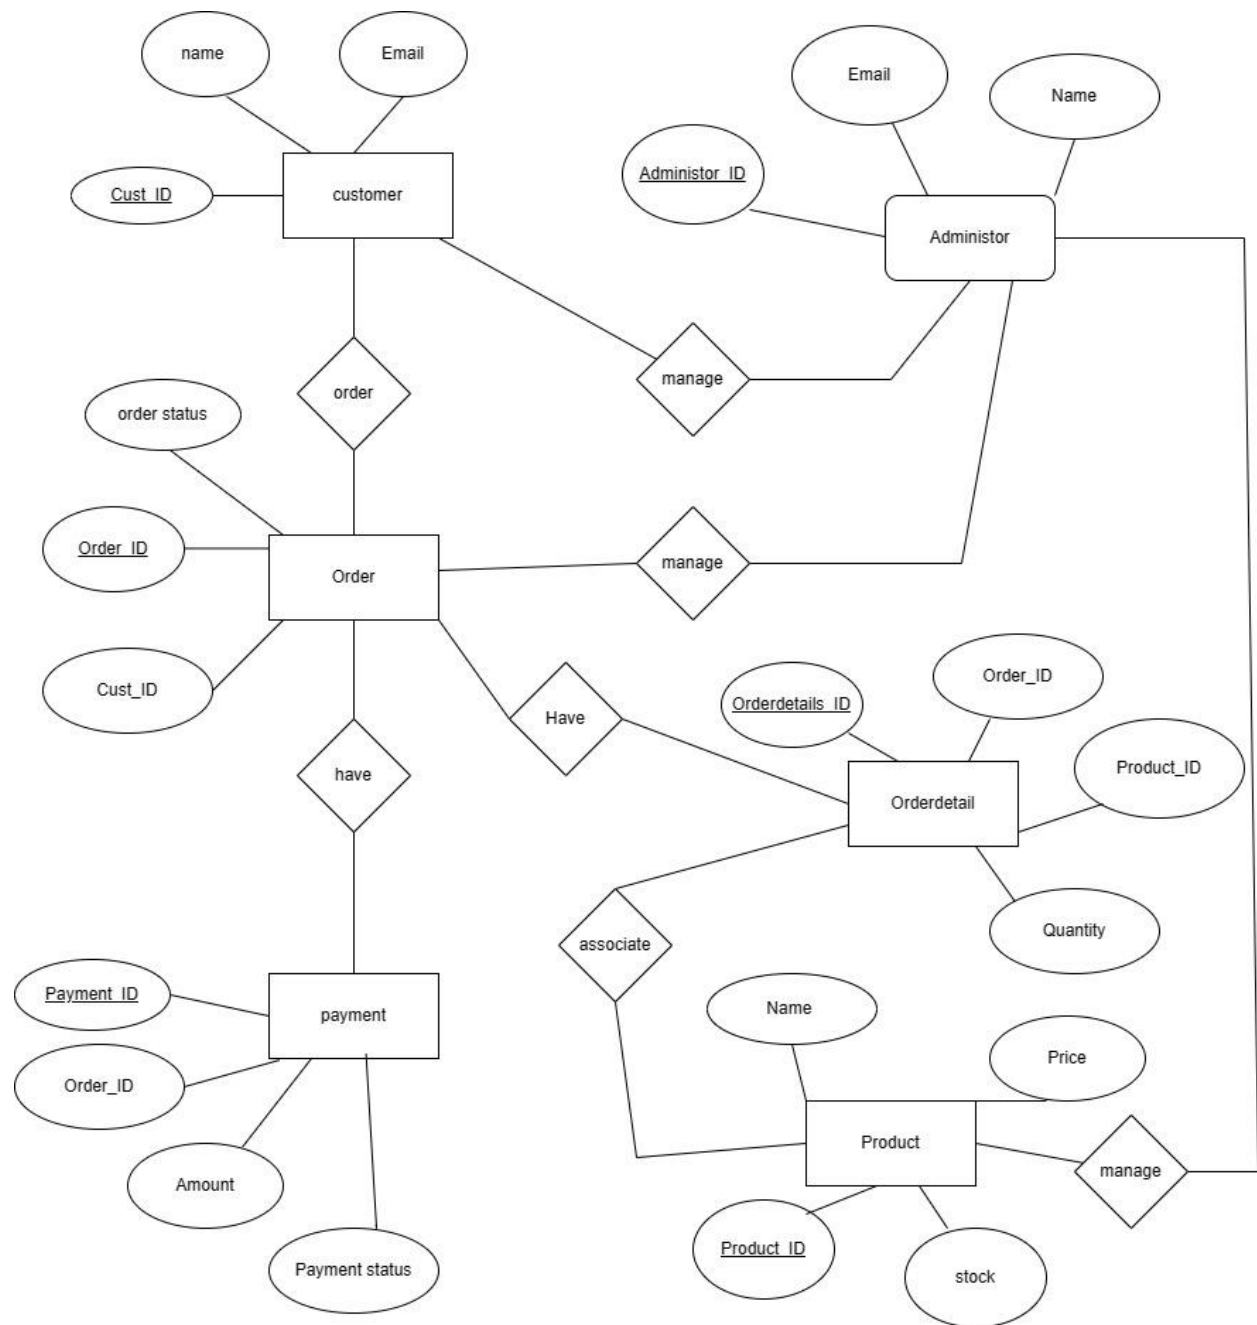 name
Email
Email
Name
Cust_ID
customer
Administor_ID
Administor
order
manage
order status
Order_ID
Order
manage
Cust_ID
Have
Orderdetails_ID
Order_ID
have
Product_ID
Orderdetail
Quantity
associate
Payment_ID
payment
Name
Price
Order_ID
Product
manage
Amount
Payment status
Product_ID
stock